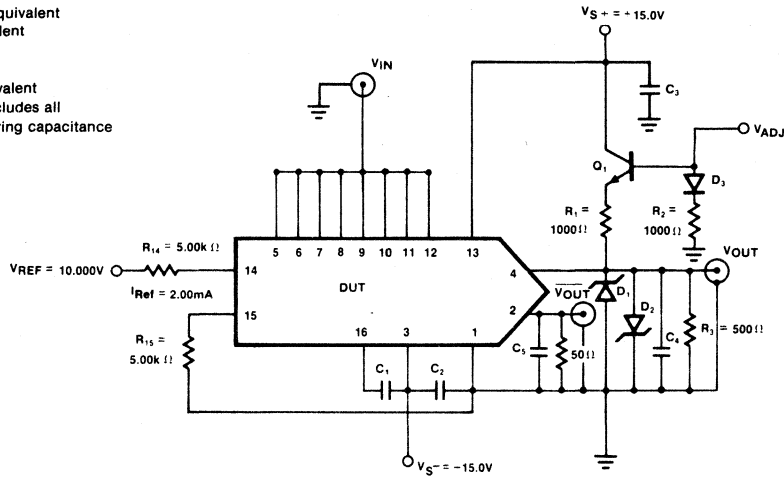 quivalent
lent
valent
cludes all
ring capacitance
VS+ = +15.0V
VIN
C3
VADJ
Q1
D3
R1 =
1000Ω
R2 =
1000Ω
5 6 7 8 9 10 11 12 13
R14 = 5.00k Ω
VREF = 10.000V
IRef = 2.00mA
14
15
DUT
4
2
VOUT
VOUT
D1
D2
C4
R3 = 500Ω
C5
50Ω
R15 =
5.00k Ω
16 3 1
C1
C2
VS- = -15.0V